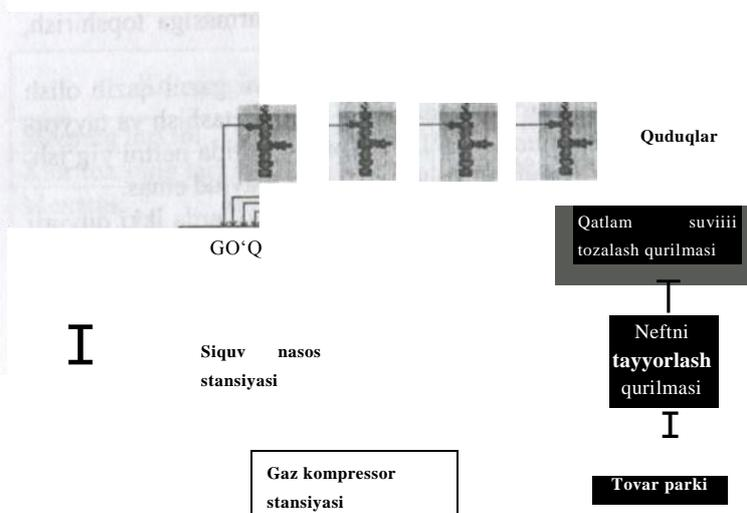 Quduqlar
Qatlam suviiii
tozalash qurilmasi
GO‘Q
Neftni
tayyorlash
qurilmasi
Siquv nasos
stansiyasi
Gaz kompressor
stansiyasi
Tovar parki